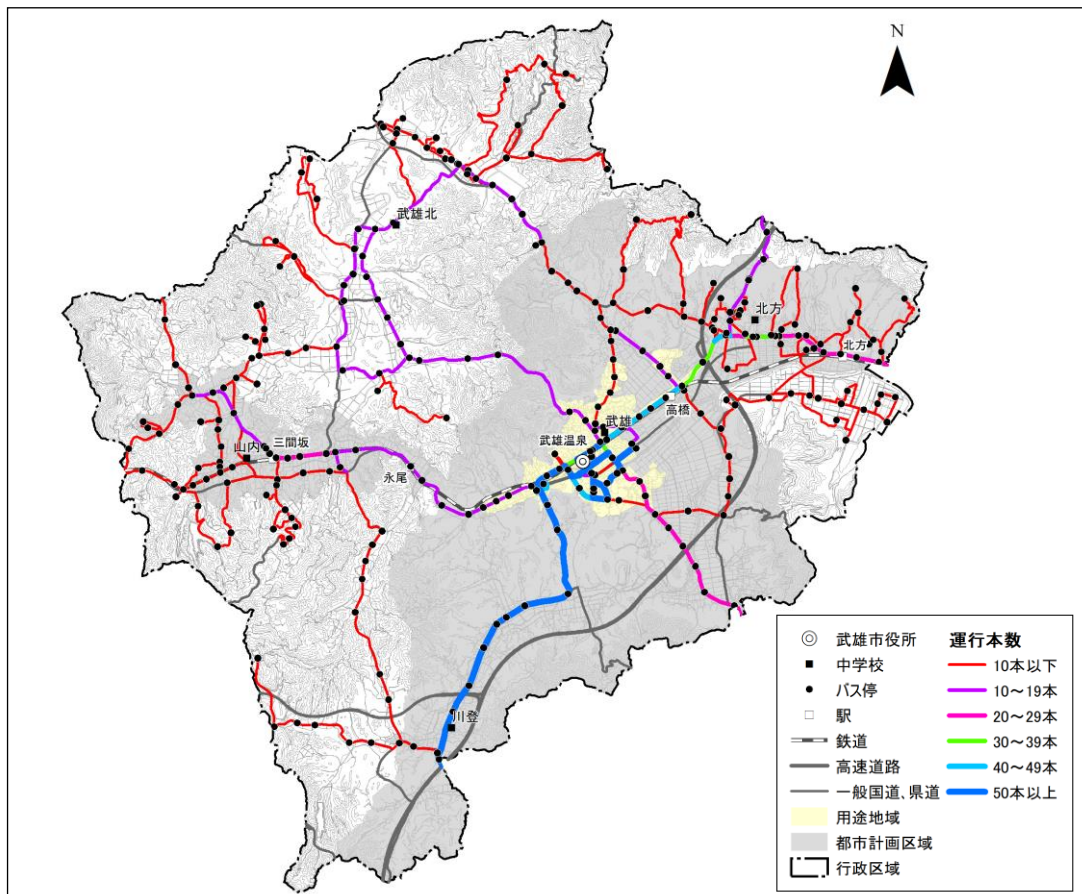 N
武雄北
北方
北方
高橋
武雄
武雄温泉
三間坂
山内
永尾
川登
武雄市役所
中学校
バス停
駅
鉄道
高速道路
一般国道、県道
用途地域
都市計画区域
行政区域
運行本数
10本以下
10～19本
20～29本
30～39本
40～49本
50本以上